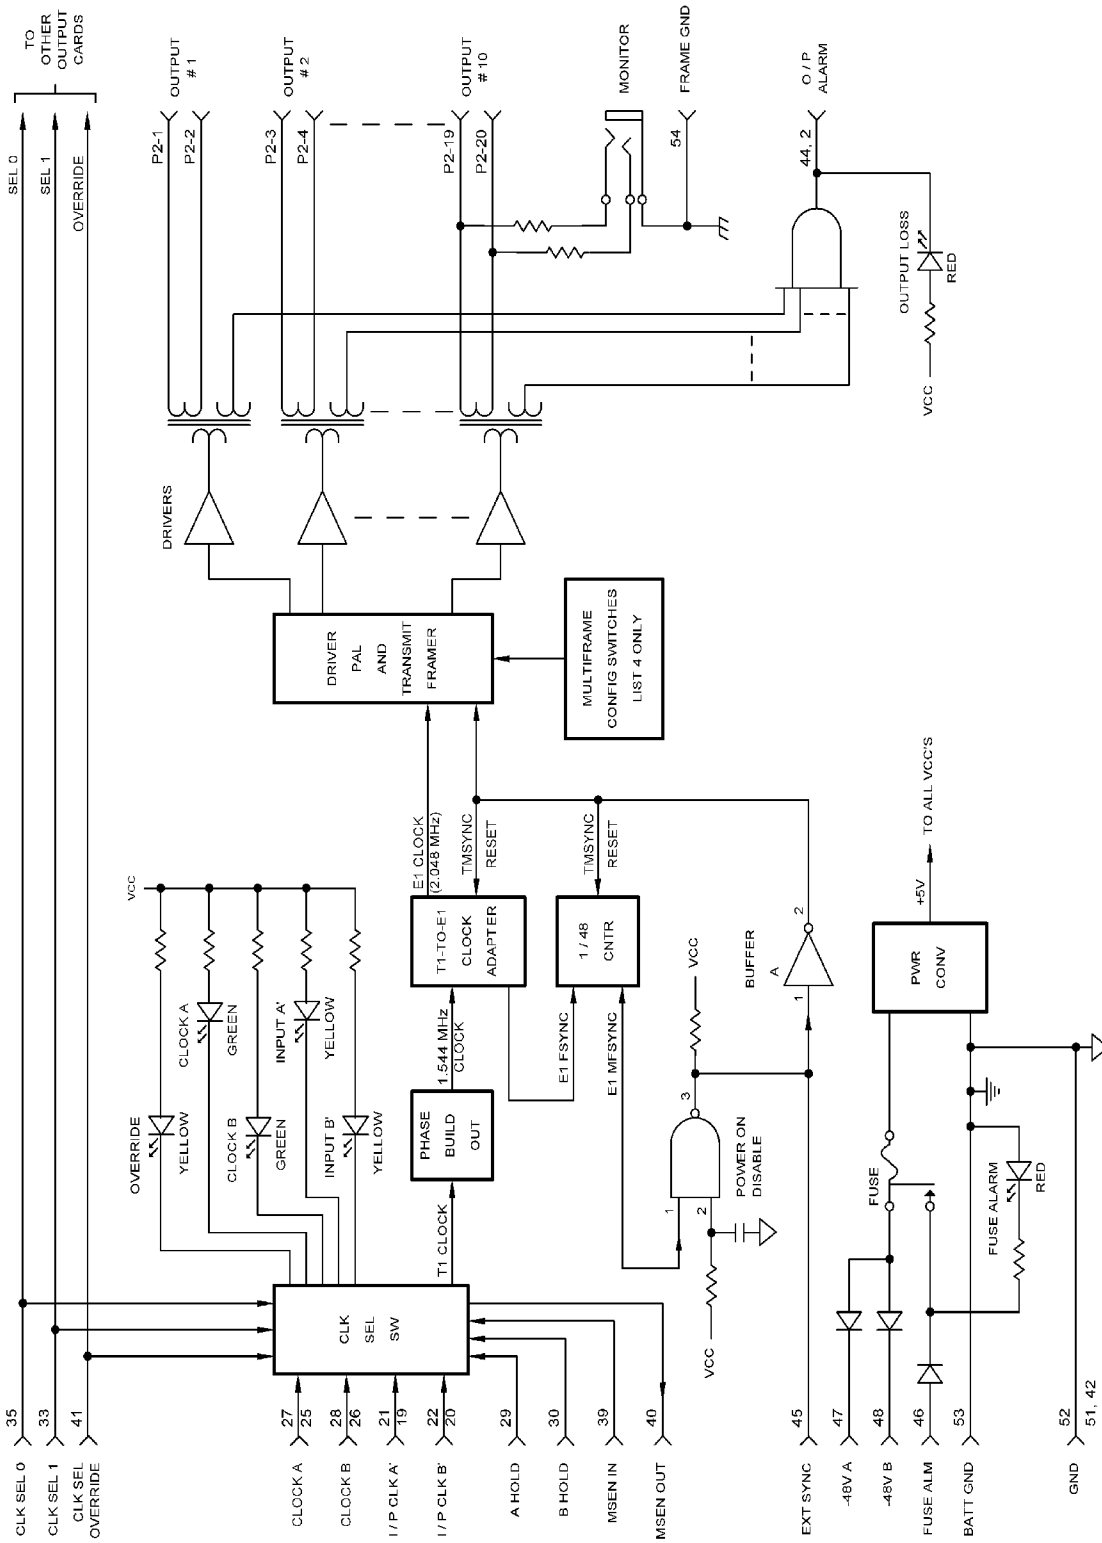 TO
OTHER
OUTPUT
CARDS
SEL 0
SEL 1
OVERRIDE
35
CLK SEL 0
33
CLK SEL 1
41
CLK SEL
OVERRIDE
OUTPUT
# 1
P2-1
P2-2
OUTPUT
# 2
P2-3
P2-4
OUTPUT
# 10
P2-19
P2-20
MONITOR
FRAME GND
54
O / P
ALARM
44, 2
OUTPUT LOSS
RED
VCC
DRIVERS
DRIVER
PAL
AND
TRANSMIT
FRAMER
MULTIFRAME
CONFIG SWITCHES
LIST 4 ONLY
VCC
OVERRIDE
YELLOW
CLOCK A
GREEN
CLOCK B
GREEN
INPUT A'
YELLOW
INPUT B'
YELLOW
E1 CLOCK
(2.048 MHz)
TMSYNC
RESET
TMSYNC
RESET
T1-TO-E1
CLOCK
ADAPTER
1 / 48
CNTR
1.544 MHz
CLOCK
E1 FSYNC
E1 MFSYNC
PHASE
BUILD
OUT
T1 CLOCK
CLK
SEL
SW
27
25
CLOCK A
28
26
CLOCK B
21
19
I / P CLK A'
22
20
I / P CLK B'
29
A HOLD
30
B HOLD
39
MSEN IN
40
MSEN OUT
VCC
3
1
2
POWER ON
DISABLE
VCC
BUFFER
A
2
1
45
EXT SYNC
TO ALL VCC'S
+5V
PWR
CONV
FUSE
47
-48V A
48
-48V B
46
FUSE ALM
FUSE ALARM
RED
53
BATT GND
52
51, 42
GND